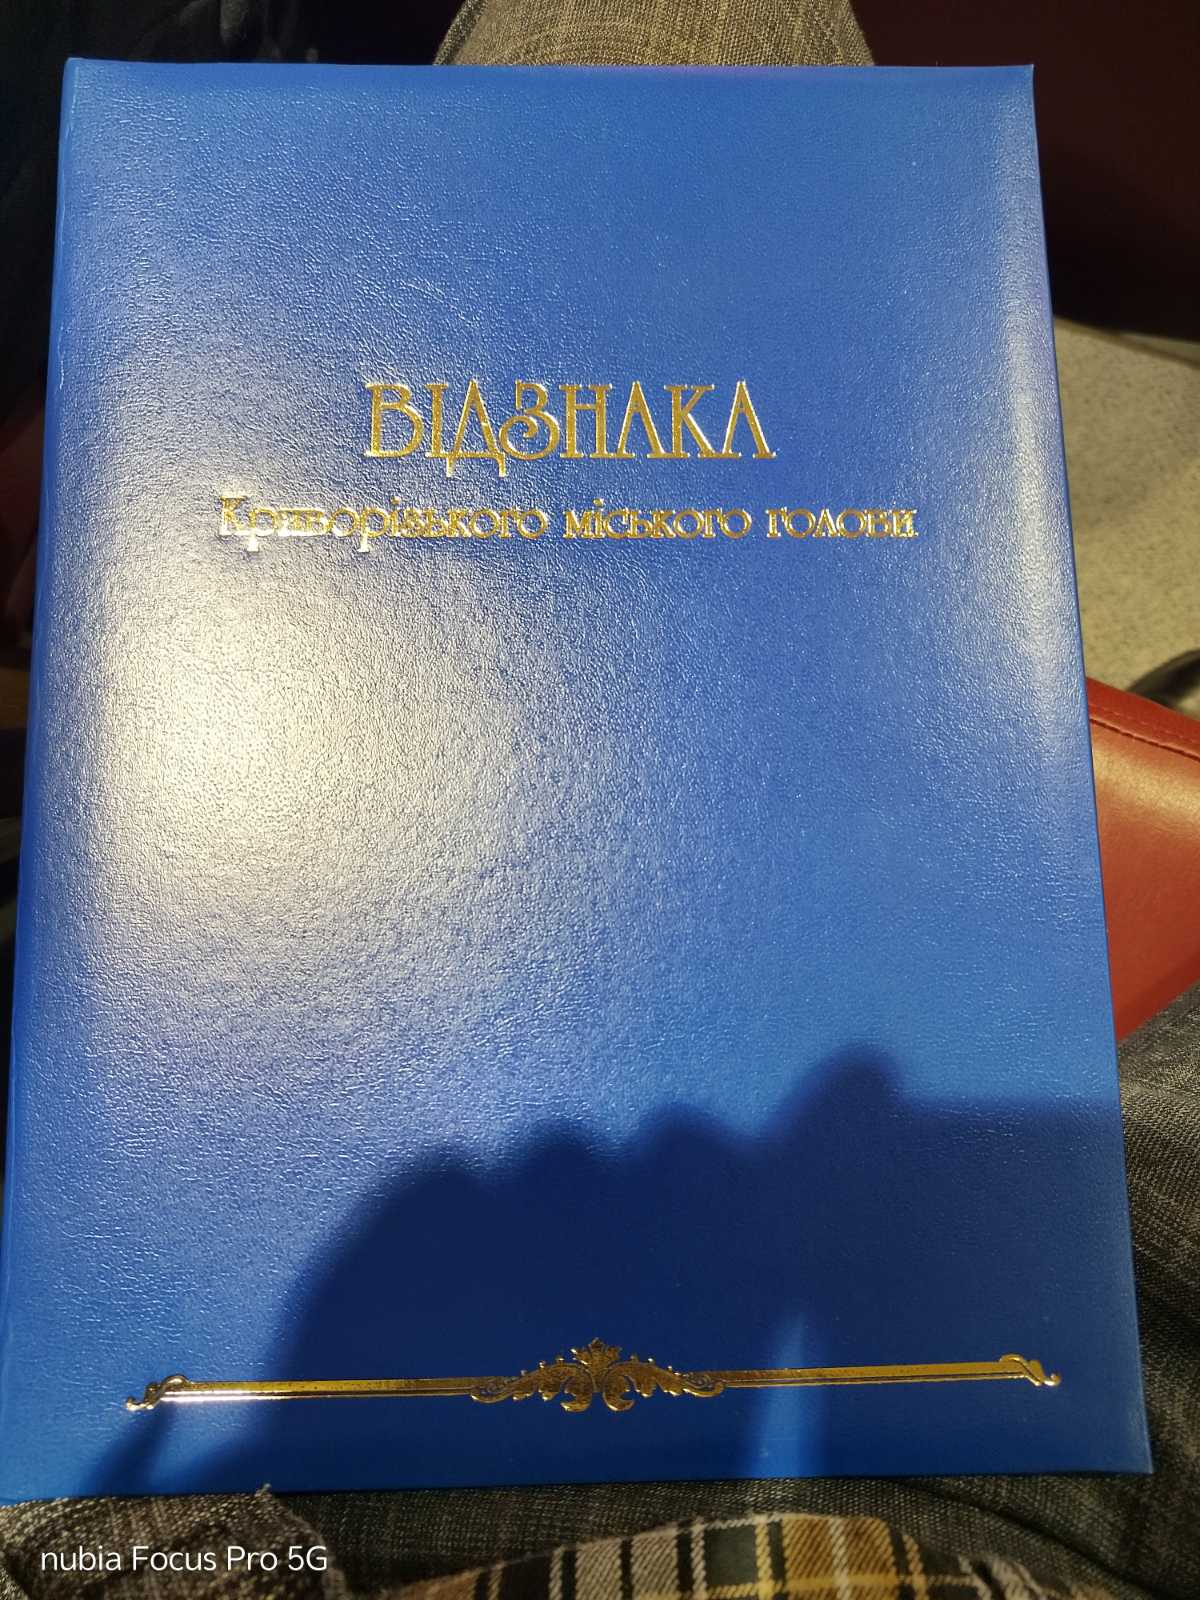 ВІДЗНАКА
Криворізького міського голови
nubia Focus Pro 5G